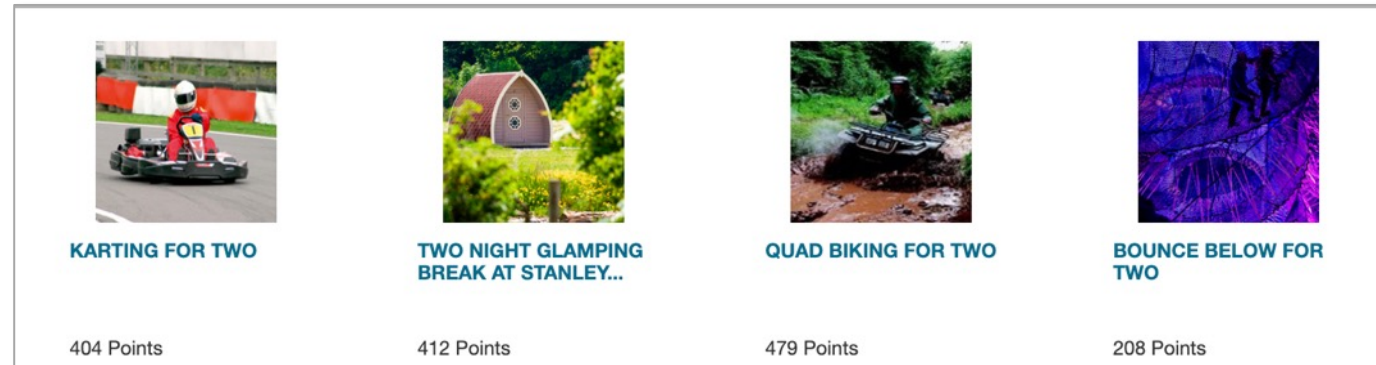 KARTING FOR TWO
TWO NIGHT GLAMPING
BREAK AT STANLEY...
QUAD BIKING FOR TWO
BOUNCE BELOW FOR
TWO
404 Points
412 Points
479 Points
208 Points